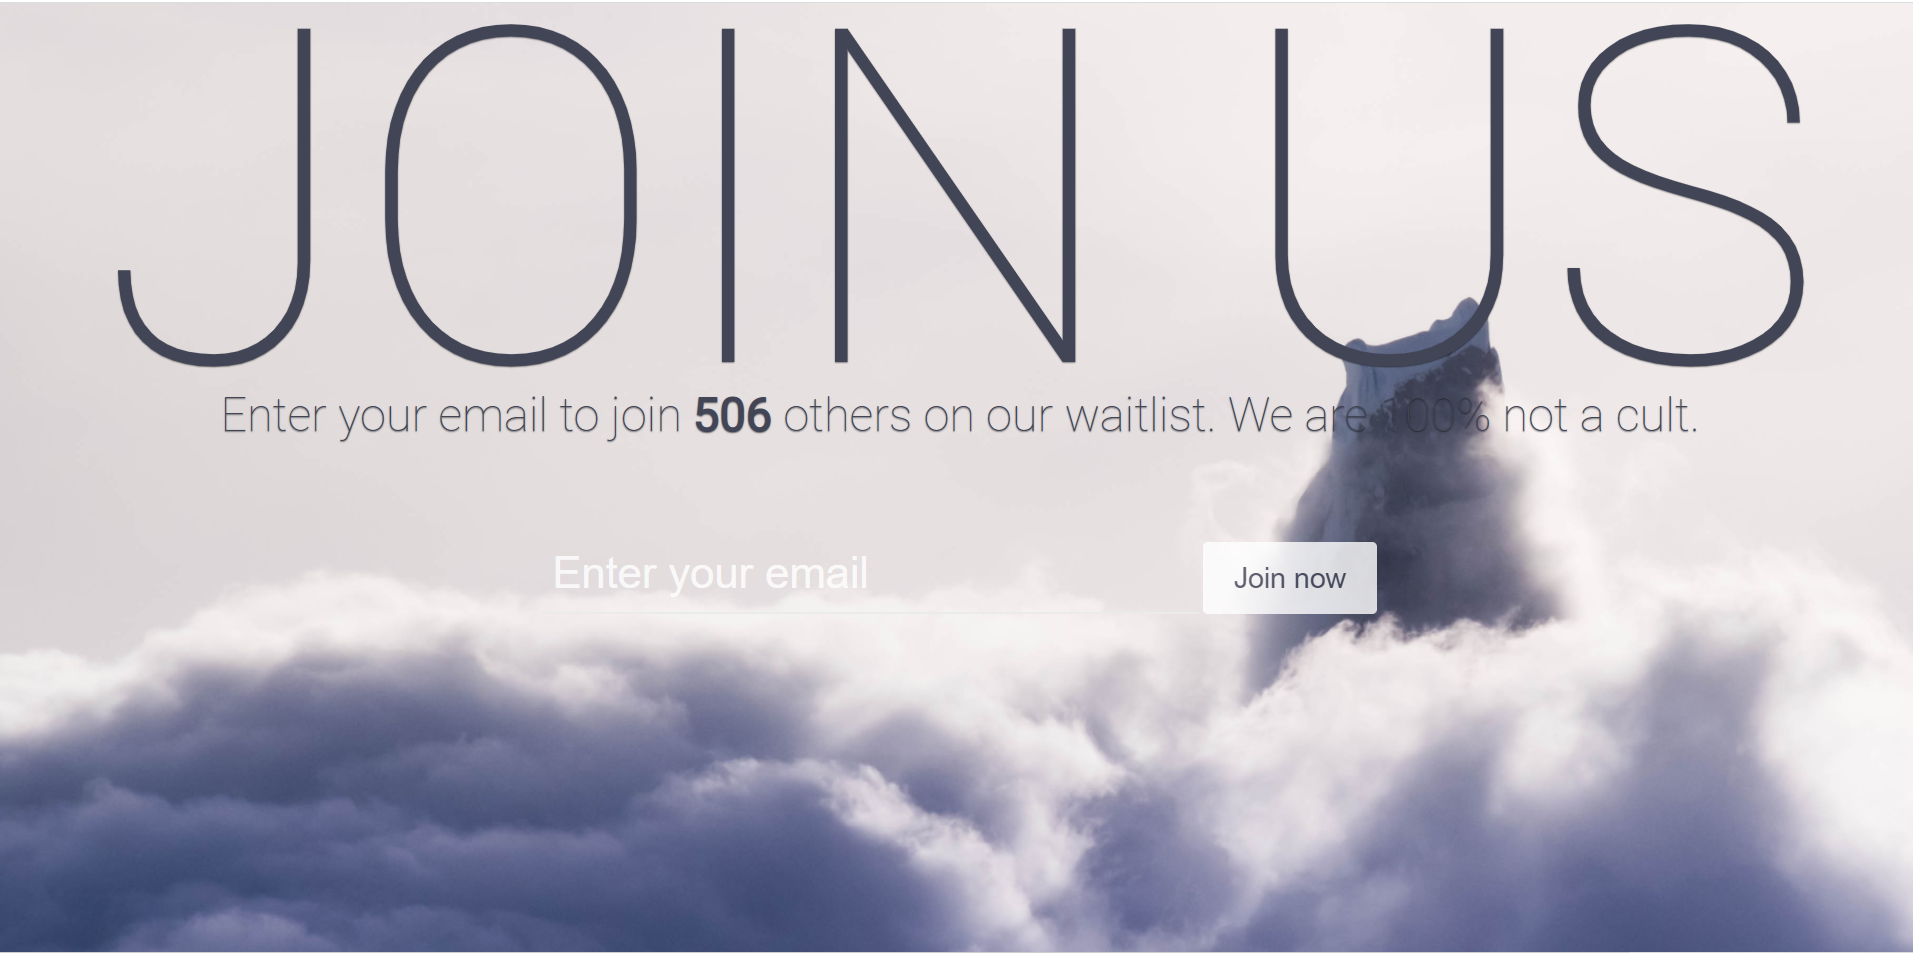 JOIN US
Enter your email to join 506 others on our waitlist. We are 100% not a cult.
Enter your email
Join now